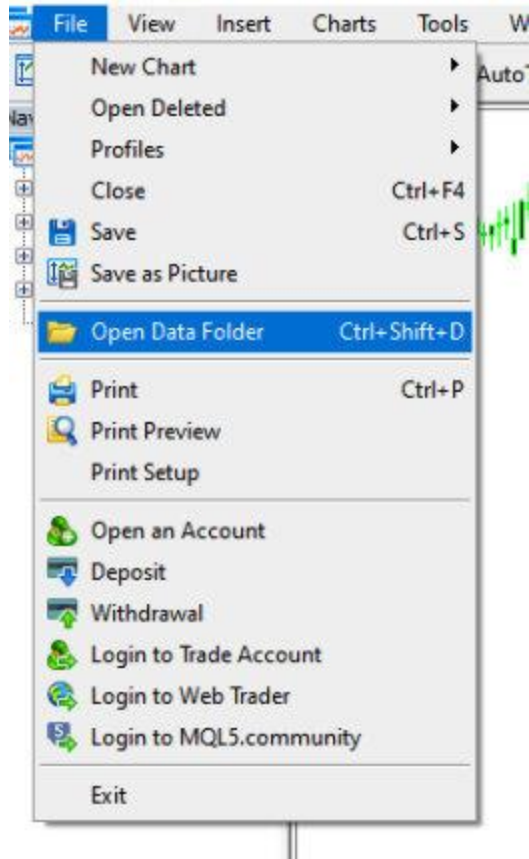 File View Insert Charts Tools
New Chart
Open Deleted
Profiles
Close Ctrl+F4
Save Ctrl+S
Save as Picture
Open Data Folder Ctrl+Shift+D
Print Ctrl+P
Print Preview
Print Setup
Open an Account
Deposit
Withdrawal
Login to Trade Account
Login to Web Trader
Login to MQL5.community
Exit